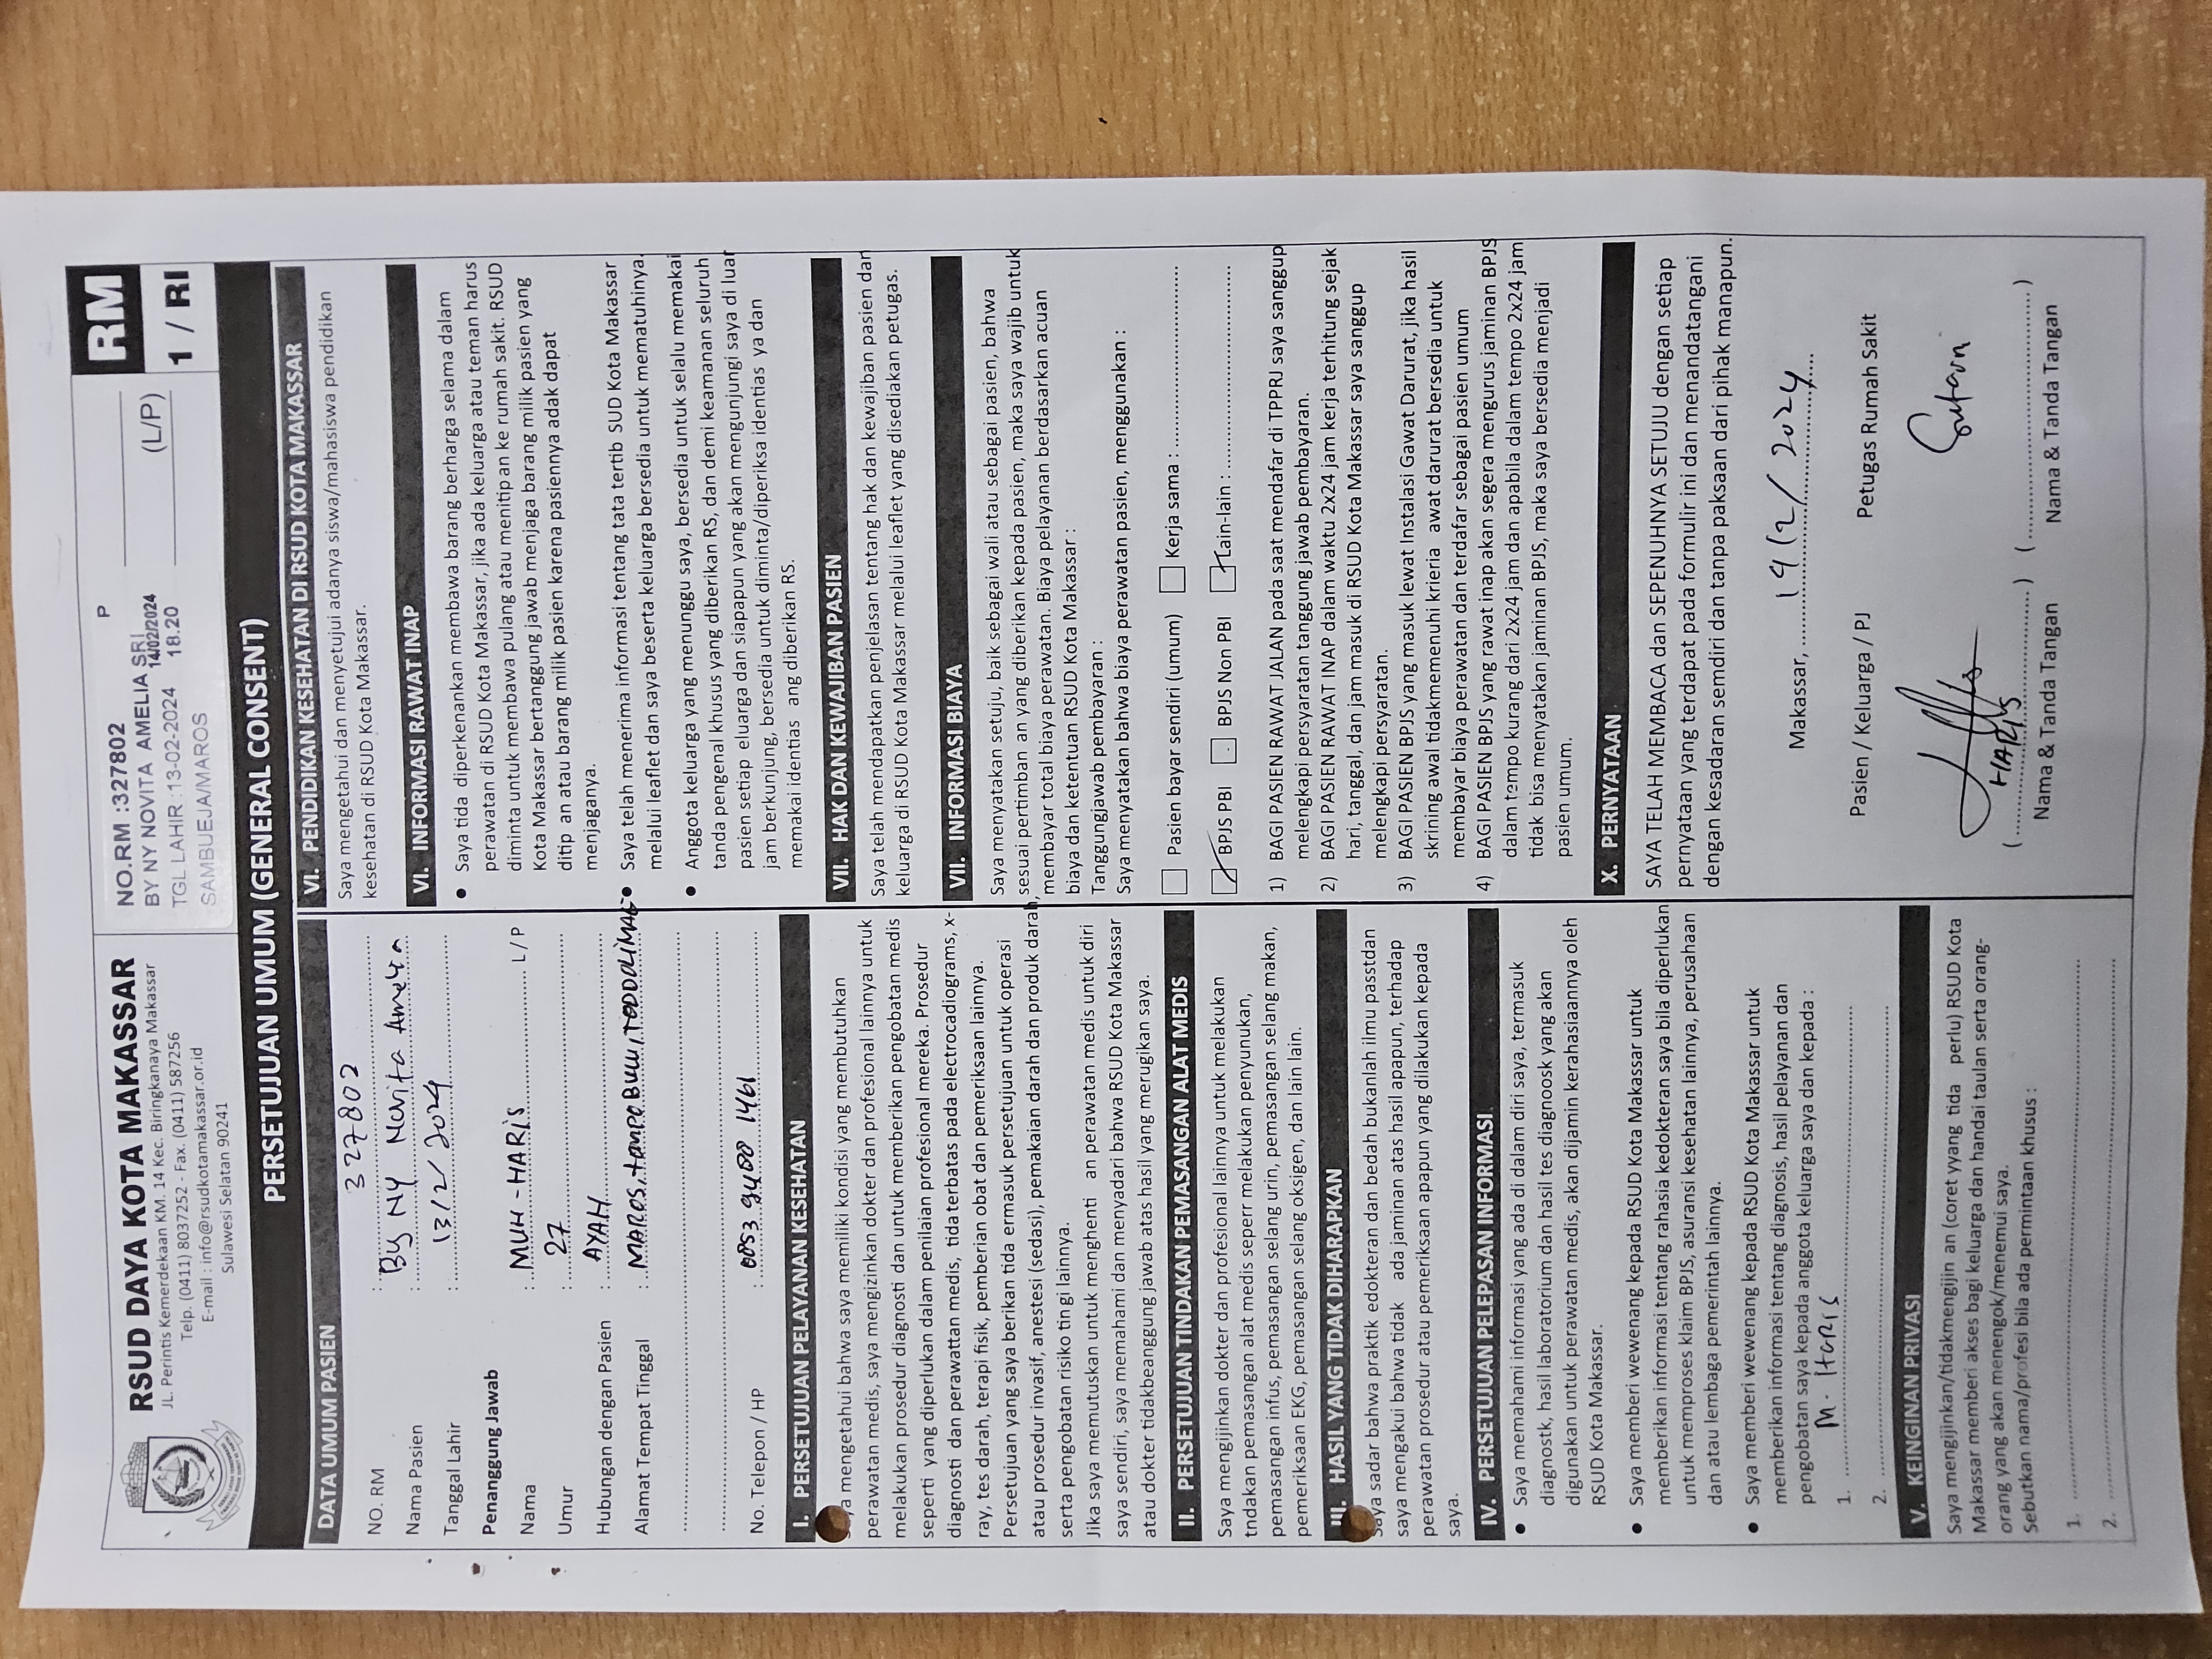 RSUD DAYA KOTA MAKASSAR
JL. Perintis Kemerdekaan KM. 14 Kec. Biringkanaya Makassar
Telp. (0411) 8037252 - Fax. (0411) 587256
E-mail : info@rsudkotamakassar.or.id
Sulawesi Selatan 90241
NO.RM :327802 P
BY NY NOVITA AMELIA SRI
14/02/2024
TGL LAHIR :13-02-2024 18.20
SAMBUEJA/MAROS
(L/P)
RM
1 / RI
PERSETUJUAN UMUM (GENERAL CONSENT)
DATA UMUM PASIEN
NO. RM : 327802
Nama Pasien : By NY Novita Amelia
Tanggal Lahir : 13/2/2024
Penanggung Jawab
Nama : MUH-HARIS L / P
Umur : 27
Hubungan dengan Pasien : AYAH
Alamat Tempat Tinggal : MAROS,
No. Telepon / HP : 0853 9400 1461
I. PERSETUJUAN PELAYANAN KESEHATAN
mengetahui bahwa saya memiliki kondisi yang membutuhkan
perawatan medis, saya mengizinkan dokter dan profesional lainnya untuk
melakukan prosedur diagnosti dan untuk memberikan pengobatan medis
seperti yang diperlukan dalam penilaian profesional mereka. Prosedur
diagnosti dan perawattan medis, tidaterbatas pada electrocadiograms, x-
ray, tes darah, terapi fisik, pemberian obat dan pemeriksaan lainnya.
Persetujuan yang saya berikan tida ermasuk persetujuan untuk operasi
atau prosedur invasif, anestesi (sedasi), pemakaian darah dan produk darah,
serta pengobatan risiko tin gi lainnya.
Jika saya memutuskan untuk menghenti an perawatan medis untuk diri
saya sendiri, saya memahami dan menyadari bahwa RSUD Kota Makassar
atau dokter tidakbeanggung jawab atas hasil yang merugikan saya.
II. PERSETUJUAN TINDAKAN PEMASANGAN ALAT MEDIS
Saya mengijinkan dokter dan profesional lainnya untuk melakukan
tndakan pemasangan alat medis seperr melakukan penyunukan,
pemasangan infus, pemasangan selang urin, pemasangan selang makan,
pemeriksaan EKG, pemasangan selang oksigen, dan lain lain.
III. HASIL YANG TIDAK DIHARAPKAN
Saya sadar bahwa praktik edokteran dan bedah bukanlah ilmu passtdan
saya mengakui bahwa tidak ada jaminan atas hasil apapun, terhadap
perawatan prosedur atau pemeriksaan apapun yang dilakukan kepada
saya.
IV. PERSETUJUAN PELEPASAN INFORMASI
• Saya memahami informasi yang ada di dalam diri saya, termasuk
diagnostk, hasil laboratorium dan hasil tes diagnosk yang akan
digunakan untuk perawatan medis, akan dijamin kerahasiaannya oleh
RSUD Kota Makassar.
• Saya memberi wewenang kepada RSUD Kota Makassar untuk
memberikan informasi tentang rahasia kedokteran saya bila diperlukan
untuk memproses klaim BPJS, asuransi kesehatan lainnya, perusahaan
dan atau lembaga pemerintah lainnya.
• Saya memberi wewenang kepada RSUD Kota Makassar untuk
memberikan informasi tentang diagnosis, hasil pelayanan dan
pengobatan saya kepada anggota keluarga saya dan kepada :
1. M. HARIS
2.
V. KEINGINAN PRIVASI
Saya mengijinkan/tidakmengijin an (coret yyang tida perlu) RSUD Kota
Makassar memberi akses bagi keluarga dan handai taulan serta orang-
orang yang akan menengok/menemui saya.
Sebutkan nama/profesi bila ada permintaan khusus :
1.
2.
VI. PENDIDIKAN KESEHATAN DI RSUD KOTA MAKASSAR
Saya mengetahui dan menyetujui adanya siswa/mahasiswa pendidikan
kesehatan di RSUD Kota Makassar.
VI. INFORMASI RAWAT INAP
• Saya tida diperkenankan membawa barang berharga selama dalam
perawatan di RSUD Kota Makassar, jika ada keluarga atau teman harus
diminta untuk membawa pulang atau menitipan ke rumah sakit. RSUD
Kota Makassar bertanggung jawab menjaga barang milik pasien yang
ditip an atau barang milik pasien karena pasiennya adak dapat
menjaganya.
• Saya telah menerima informasi tentang tata tertib SUD Kota Makassar
melalui leaflet dan saya beserta keluarga bersedia untuk mematuhinya.
• Anggota keluarga yang menunggu saya, bersedia untuk selalu memakai
tanda pengenal khusus yang diberikan RS, dan demi keamanan seluruh
pasien setiap eluarga dan siapapun yang akan mengunjungi saya di luar
jam berkunjung, bersedia untuk diminta/diperiksa identias ya dan
memakai identias ang diberikan RS.
VII. HAK DAN KEWAJIBAN PASIEN
Saya telah mendapatkan penjelasan tentang hak dan kewajiban pasien dan
keluarga di RSUD Kota Makassar melalui leaflet yang disediakan petugas.
VII. INFORMASI BIAYA
Saya menyatakan setuju, baik sebagai wali atau sebagai pasien, bahwa
sesuai pertimban an yang diberikan kepada pasien, maka saya wajib untuk
membayar total biaya perawatan. Biaya pelayanan berdasarkan acuan
biaya dan ketentuan RSUD Kota Makassar :
Tanggungjawab pembayaran :
Saya menyatakan bahwa biaya perawatan pasien, menggunakan :
Pasien bayar sendiri (umum) Kerja sama :
BPJS PBI BPJS Non PBI Lain-lain :
1) BAGI PASIEN RAWAT JALAN pada saat mendafar di TPPRJ saya sanggup
melengkapi persyaratan tanggung jawab pembayaran.
2) BAGI PASIEN RAWAT INAP dalam waktu 2x24 jam kerja terhitung sejak
hari, tanggal, dan jam masuk di RSUD Kota Makassar saya sanggup
melengkapi persyaratan.
3) BAGI PASIEN BPJS yang masuk lewat Instalasi Gawat Darurat, jika hasil
skrining awal tidakmemenuhi krieria awat darurat bersedia untuk
membayar biaya perawatan dan terdafar sebagai pasien umum
4) BAGI PASIEN BPJS yang rawat inap akan segera mengurus jaminan BPJS
dalam tempo kurang dari 2x24 jam dan apabila dalam tempo 2x24 jam
tidak bisa menyatakan jaminan BPJS, maka saya bersedia menjadi
pasien umum.
X. PERNYATAAN
SAYA TELAH MEMBACA dan SEPENUHNYA SETUJU dengan setiap
pernyataan yang terdapat pada formulir ini dan menandatangani
dengan kesadaran sendiri dan tanpa paksaan dari pihak manapun.
Makassar, 14/2/2024
Pasien / Keluarga / PJ Petugas Rumah Sakit
HARIS
Nama & Tanda Tangan Nama & Tanda Tangan